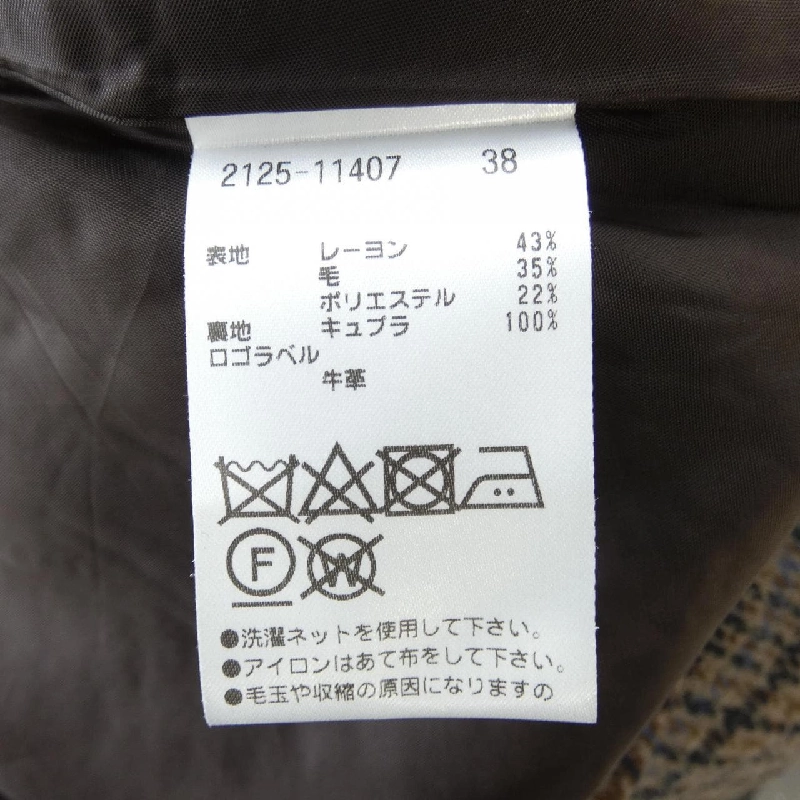 2125-11407 38
表地 レーヨン 43%
毛 35%
ポリエステル 22%
裏地 キュプラ 100%
ロゴラベル
牛革
F W
●洗濯ネットを使用して下さい。
●アイロンはあて布をして下さい。
●毛玉や収縮の原因になりますの